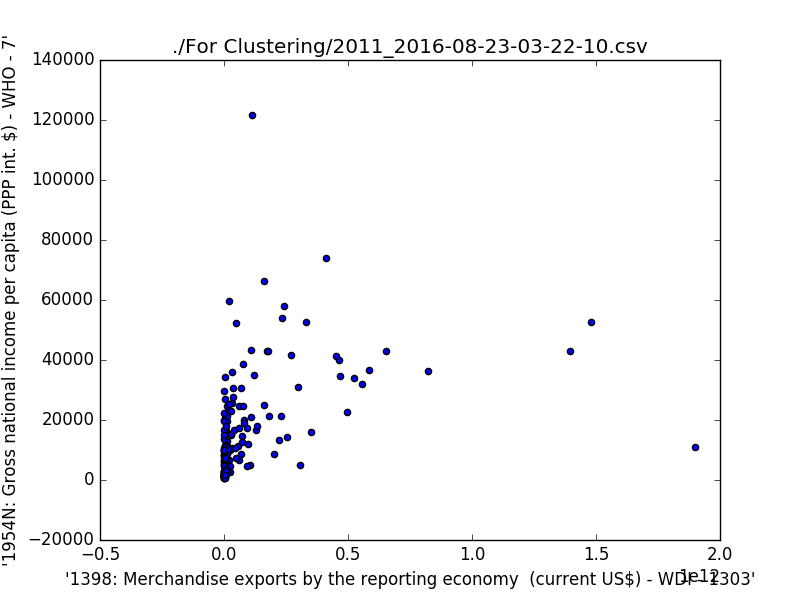 ./For Clustering/2011_2016-08-23-03-22-10.csv
'1954N: Gross national income per capita (PPP int. $) - WHO - 7'
140000
120000
100000
80000
60000
40000
20000
0
−20000
−0.5 0.0 0.5 1.0 1.5 2.0
1e12
'1398: Merchandise exports by the reporting economy  (current US$) - WDI - 1303'